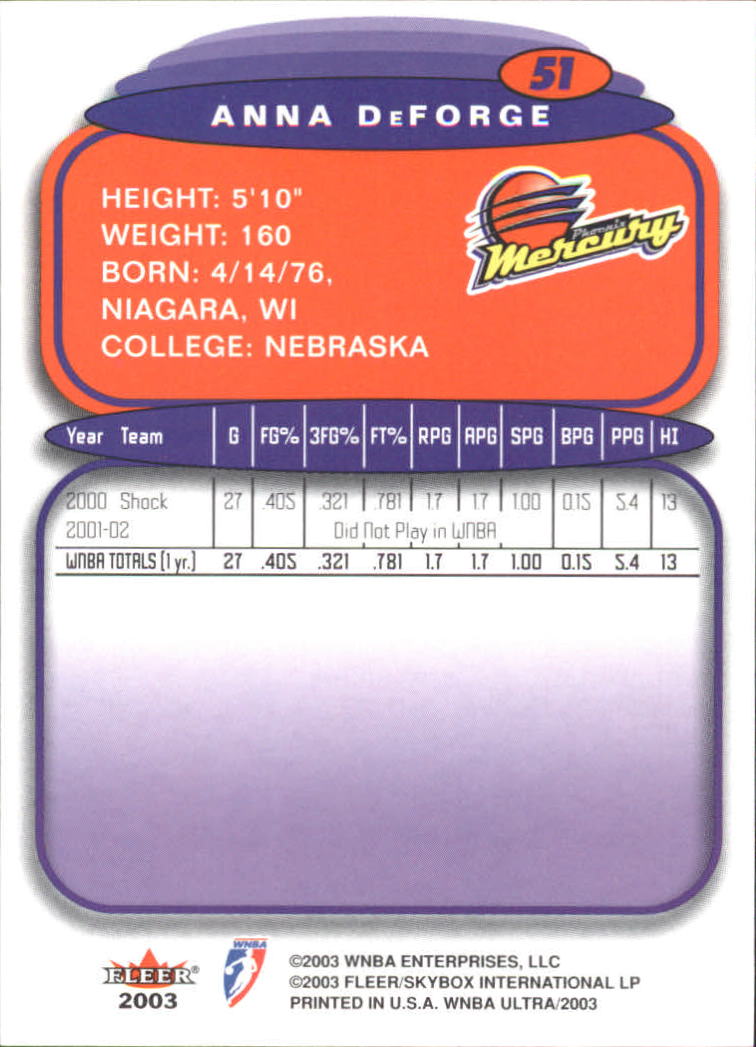 51
ANNA DeFORGE
HEIGHT: 5'10"
WEIGHT: 160
BORN: 4/14/76,
NIAGARA, WI
COLLEGE: NEBRASKA
Phoenix
Mercury
Year Team G FG% 3FG% FT% RPG APG SPG BPG PPG HI
2000 Shock 27 .405 .321 .781 1.7 1.7 1.00 0.15 5.4 13
2001-02 Did Not Play in WNBA
WNBA TOTALS (1 yr.) 27 .405 .321 .781 1.7 1.7 1.00 0.15 5.4 13
FLEER®
2003
WNBA
©2003 WNBA ENTERPRISES, LLC
©2003 FLEER/SKYBOX INTERNATIONAL LP
PRINTED IN U.S.A. WNBA ULTRA/2003